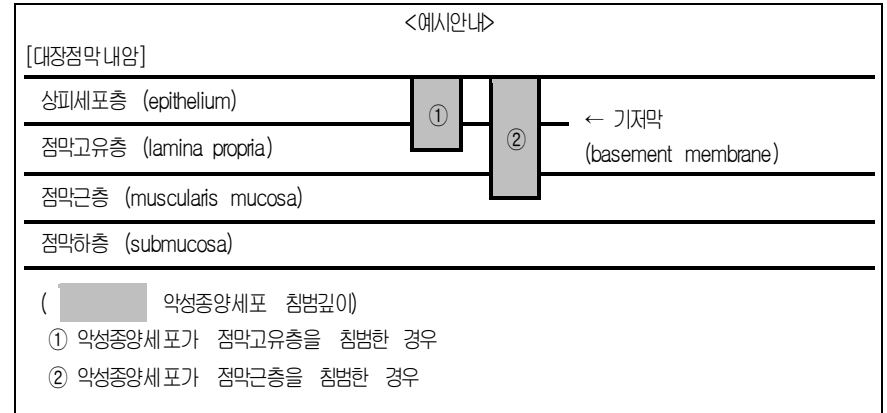 <예시안내>
[대장점막내암]
상피세포층 (epithelium)
①
②
← 기저막
점막고유층 (lamina propria)
(basement membrane)
점막근층 (muscularis mucosa)
점막하층 (submucosa)
( 악성종양세포 침범깊이)
① 악성종양세포가 점막고유층을 침범한 경우
② 악성종양세포가 점막근층을 침범한 경우